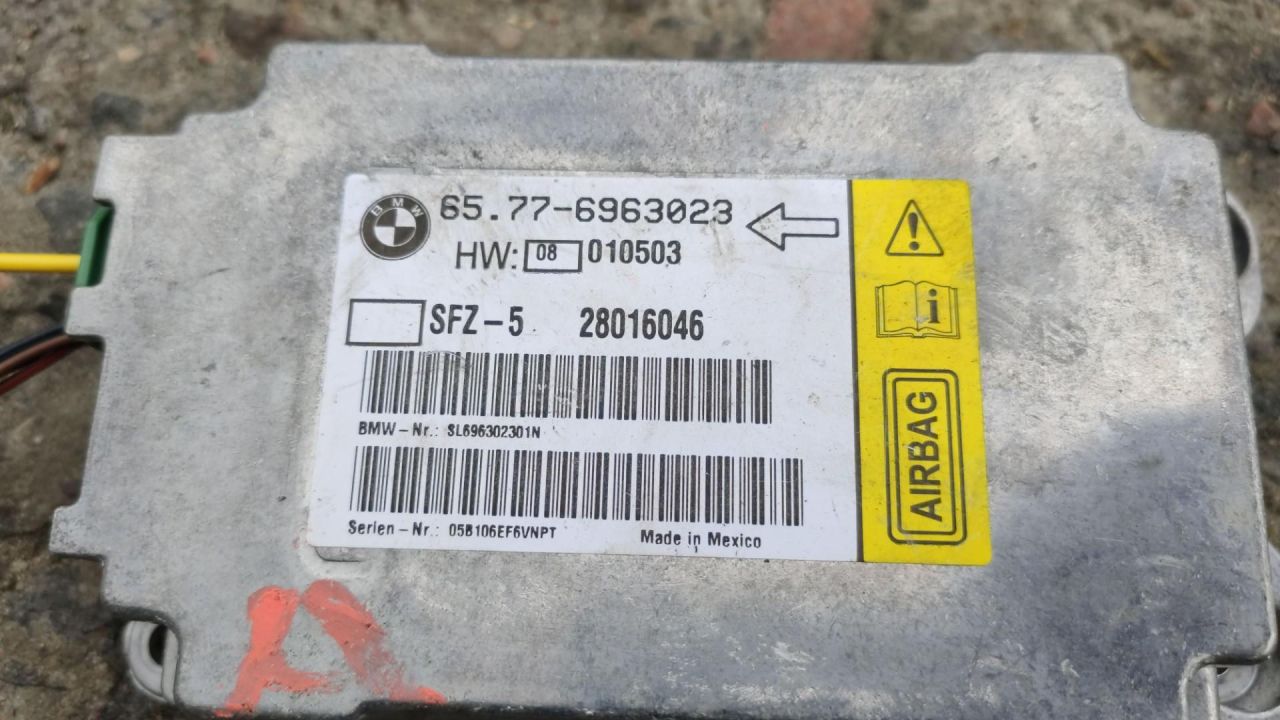 BMW
65.77-6963023
HW: 08 010503
SFZ-5 28016046
BMW-Nr.: SL696302301N
Serien-Nr.: 05B106EF6VNPT Made in Mexico
i
AIRBAG